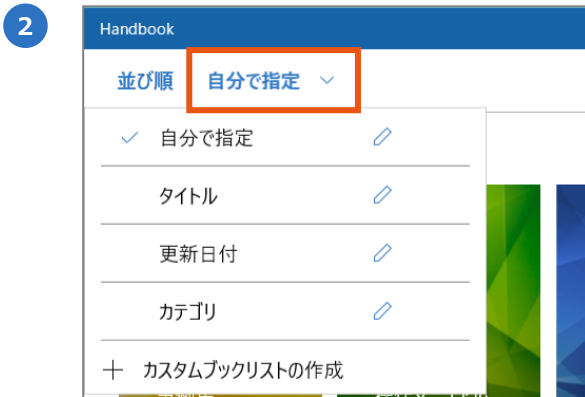 2
Handbook
並び順 自分で指定
自分で指定
タイトル
更新日付
カテゴリ
カスタムブックリストの作成